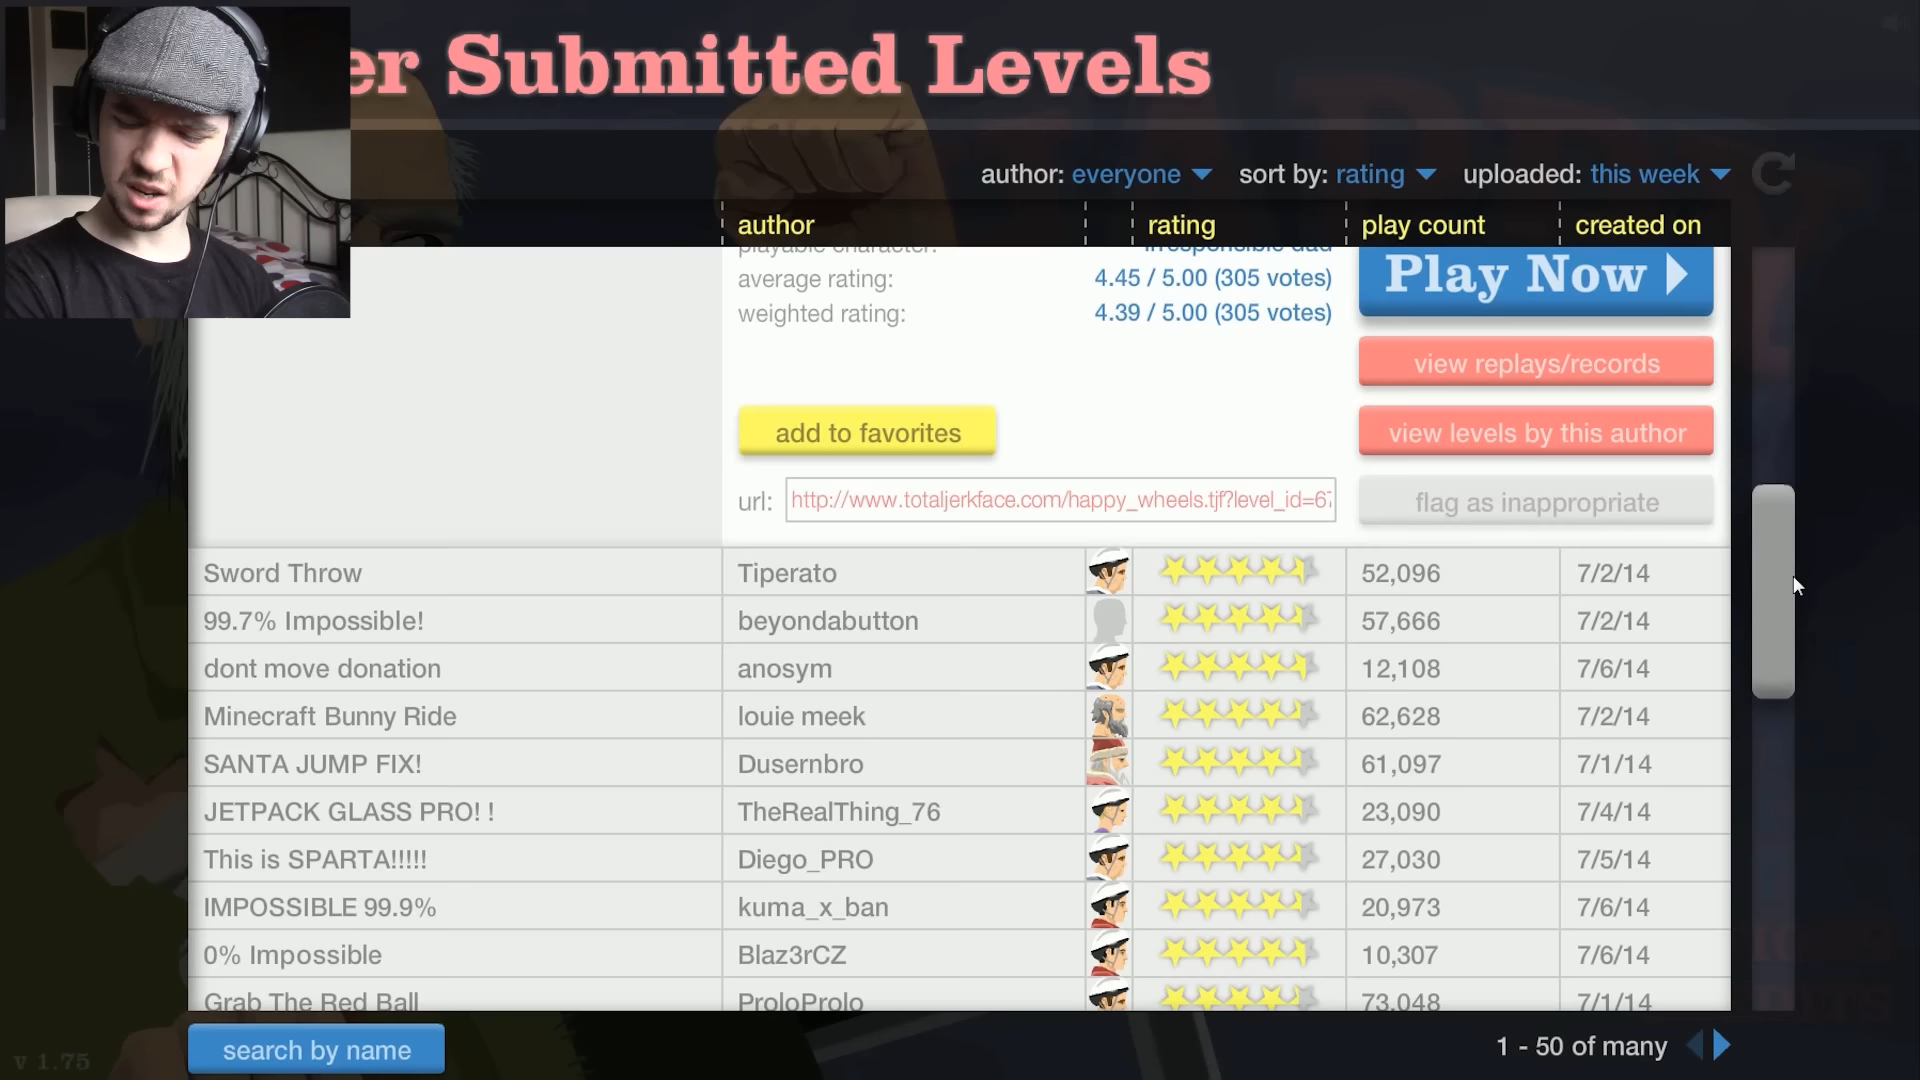 er Submitted Levels
author: everyone sort by: rating uploaded: this week
author rating play count created on
playable character: irresponsible dad
average rating: 4.45 / 5.00 (305 votes)
weighted rating: 4.39 / 5.00 (305 votes)
Play Now
view replays/records
add to favorites
view levels by this author
url: http://www.totaljerkface.com/happy_wheels.tjf?level_id=6
flag as inappropriate
Sword Throw Tiperato 52,096 7/2/14
99.7% Impossible! beyondabutton 57,666 7/2/14
dont move donation anosym 12,108 7/6/14
Minecraft Bunny Ride louie meek 62,628 7/2/14
SANTA JUMP FIX! Dusernbro 61,097 7/1/14
JETPACK GLASS PRO! ! TheRealThing_76 23,090 7/4/14
This is SPARTA!!!!! Diego_PRO 27,030 7/5/14
IMPOSSIBLE 99.9% kuma_x_ban 20,973 7/6/14
0% Impossible Blaz3rCZ 10,307 7/6/14
Grab The Red Ball ProloProlo 73,048 7/1/14
search by name
1 - 50 of many
v 1.75